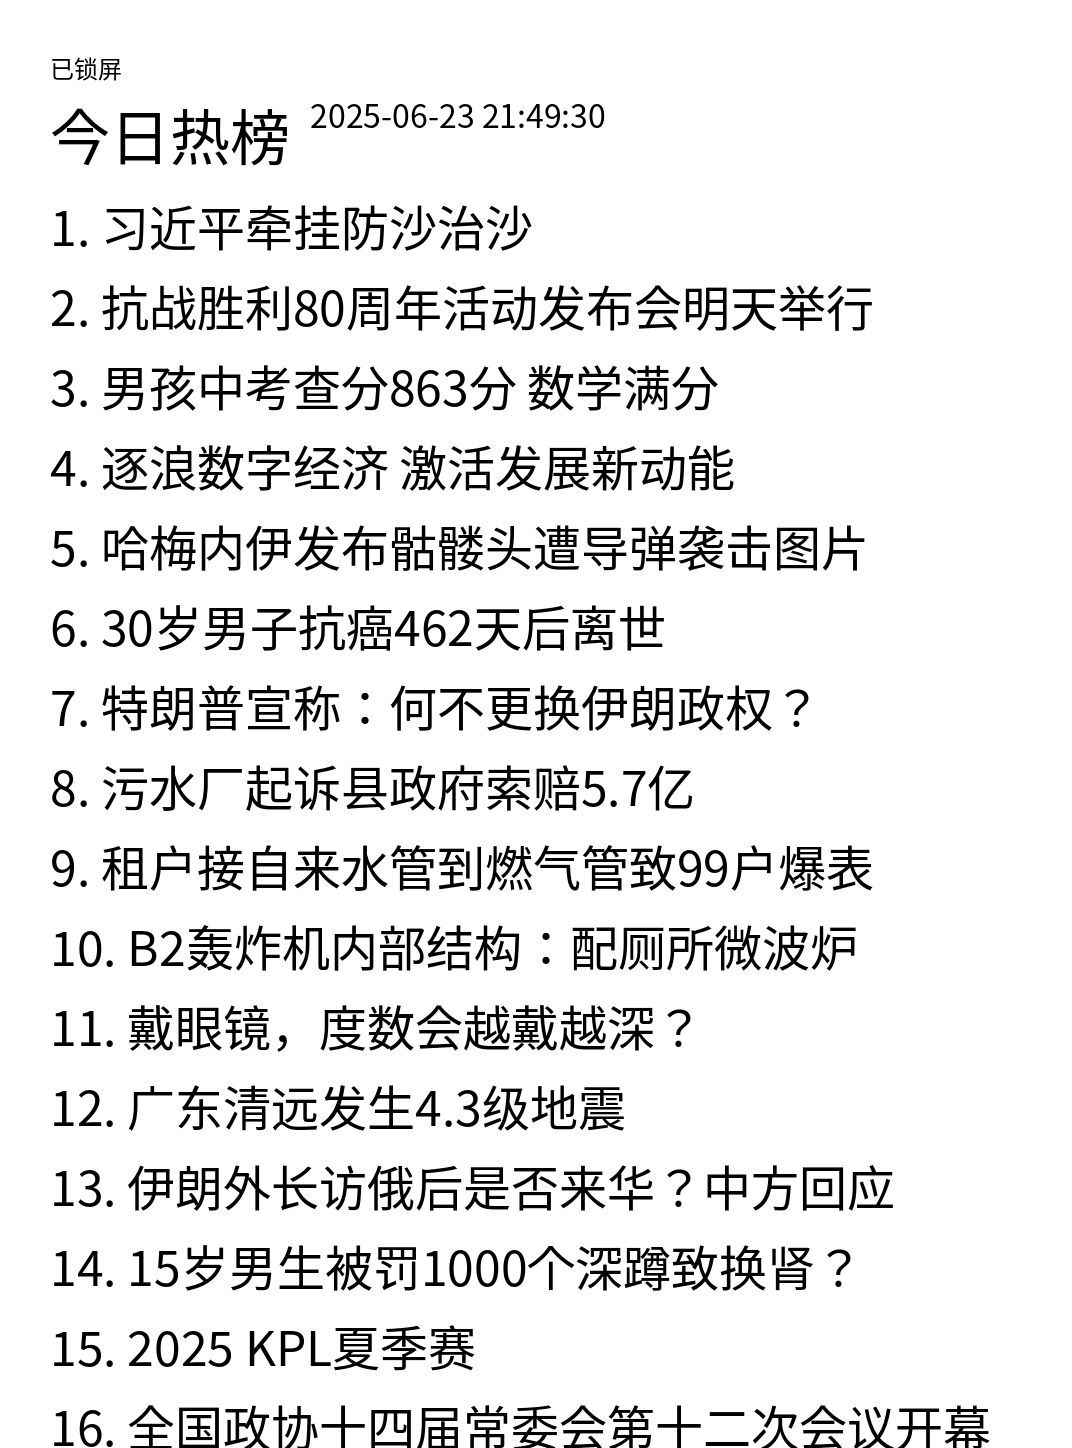 已锁屏
今日热榜 2025-06-23 21:49:30
1. 习近平牵挂防沙治沙
2. 抗战胜利80周年活动发布会明天举行
3. 男孩中考查分863分 数学满分
4. 逐浪数字经济 激活发展新动能
5. 哈梅内伊发布骷髅头遭导弹袭击图片
6. 30岁男子抗癌462天后离世
7. 特朗普宣称：何不更换伊朗政权？
8. 污水厂起诉县政府索赔5.7亿
9. 租户接自来水管到燃气管致99户爆表
10. B2轰炸机内部结构：配厕所微波炉
11. 戴眼镜，度数会越戴越深？
12. 广东清远发生4.3级地震
13. 伊朗外长访俄后是否来华？中方回应
14. 15岁男生被罚1000个深蹲致换肾？
15. 2025 KPL夏季赛
16. 全国政协十四届常委会第十二次会议开幕